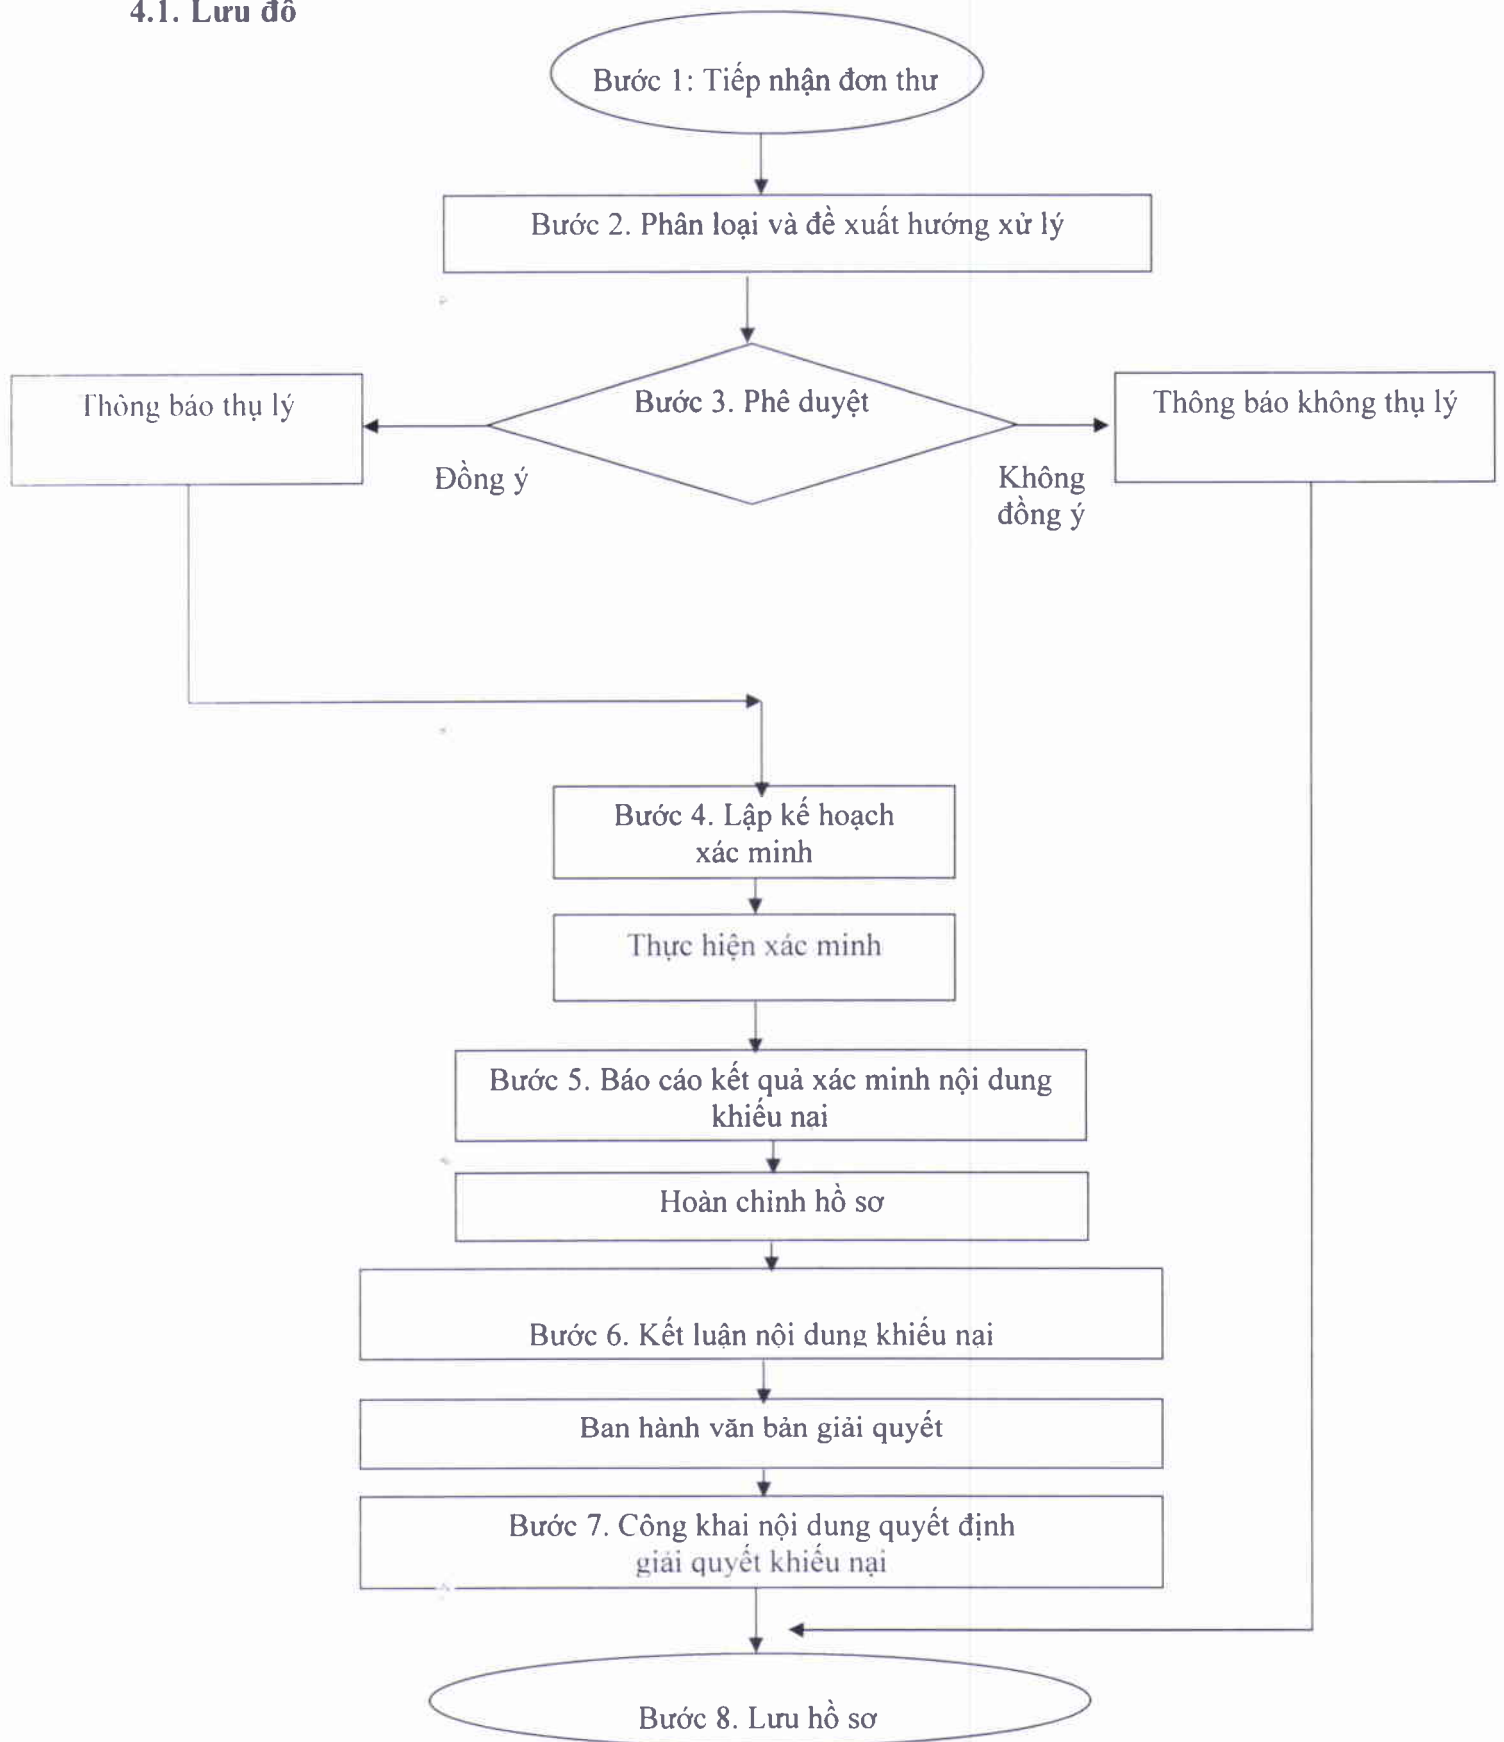 4.1. Lưu đồ
Bước 1: Tiếp nhận đơn thư
Bước 2. Phân loại và đề xuất hướng xử lý
Thông báo thụ lý
Bước 3. Phê duyệt
Thông báo không thụ lý
Đồng ý
Không
đồng ý
Bước 4. Lập kế hoạch
xác minh
Thực hiện xác minh
Bước 5. Báo cáo kết quả xác minh nội dung
khiếu nại
Hoàn chỉnh hồ sơ
Bước 6. Kết luận nội dung khiếu nại
Ban hành văn bản giải quyết
Bước 7. Công khai nội dung quyết định
giải quyết khiếu nại
Bước 8. Lưu hồ sơ